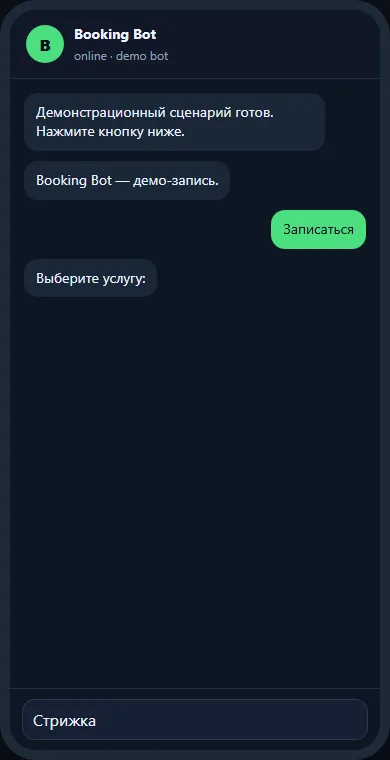 B
Booking Bot
online · demo bot
Демонстрационный сценарий готов.
Нажмите кнопку ниже.
Booking Bot — демо-запись.
Записаться
Выберите услугу:
Стрижка